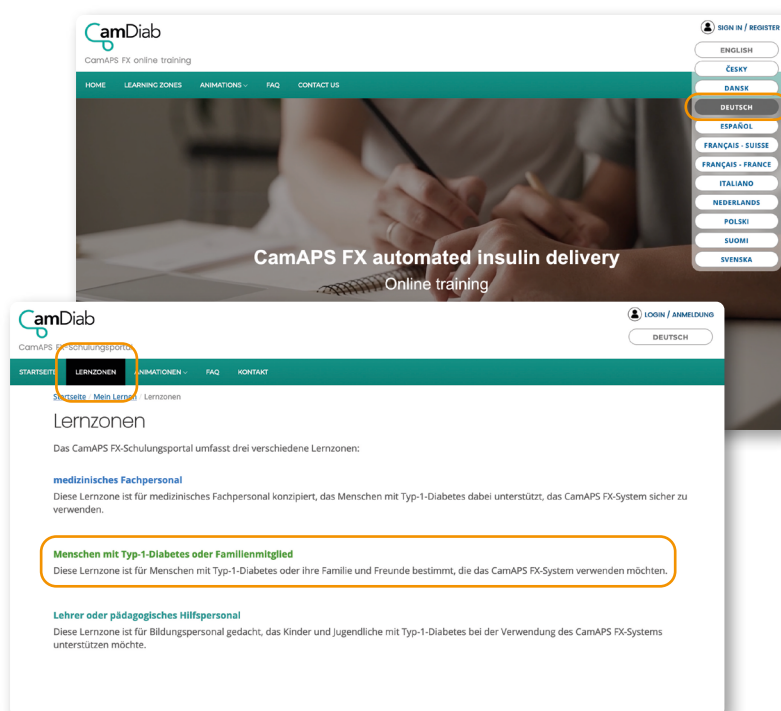 CamDiab
CamAPS FX online training
SIGN IN / REGISTER
ENGLISH
ČESKY
DANSK
DEUTSCH
ESPAÑOL
FRANÇAIS - SUISSE
FRANÇAIS - FRANCE
ITALIANO
NEDERLANDS
POLSKI
SUOMI
SVENSKA
HOME LEARNING ZONES ANIMATIONS FAQ CONTACT US
CamAPS FX automated insulin delivery
Online training
CamDiab
CamAPS FX-Schulungsportal
LOGIN / ANMELDUNG
DEUTSCH
STARTSEITE LERNZONEN ANIMATIONEN FAQ KONTAKT
Startseite / Mein Lernen / Lernzonen
Lernzonen
Das CamAPS FX-Schulungsportal umfasst drei verschiedene Lernzonen:
medizinisches Fachpersonal
Diese Lernzone ist für medizinisches Fachpersonal konzipiert, das Menschen mit Typ-1-Diabetes dabei unterstützt, das CamAPS FX-System sicher zu
verwenden.
Menschen mit Typ-1-Diabetes oder Familienmitglied
Diese Lernzone ist für Menschen mit Typ-1-Diabetes oder ihre Familie und Freunde bestimmt, die das CamAPS FX-System verwenden möchten.
Lehrer oder pädagogisches Hilfspersonal
Diese Lernzone ist für Bildungspersonal gedacht, das Kinder und Jugendliche mit Typ-1-Diabetes bei der Verwendung des CamAPS FX-Systems
unterstützen möchte.